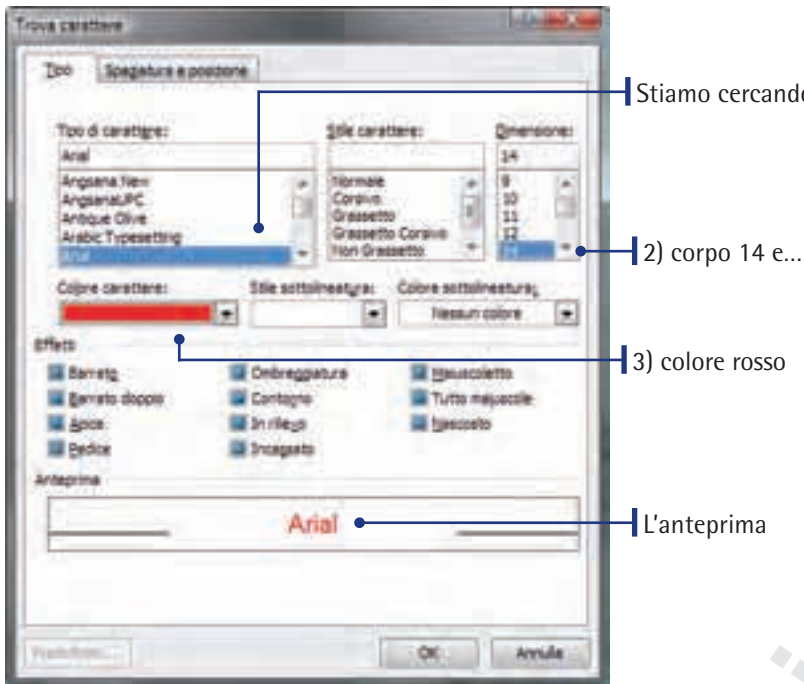 Trova carattere
Tipo Spaziatura e posizione
Stiamo cercando
Tipo di carattere: Stile carattere: Dimensione:
Arial 14
Angsana New Normale 9
AngsanaUPC Corsivo 10
Antique Olive Grassetto 11
Arabic Typesetting Grassetto Corsivo 12
Arial Non Grassetto 14
2) corpo 14 e...
Colore carattere: Stile sottolineatura: Colore sottolineatura:
Nessun colore
3) colore rosso
Effetti
Barrato Ombreggiatura Maiuscoletto
Barrato doppio Contorno Tutto maiuscole
Apice In rilievo Nascosto
Pedice Incassato
Anteprima
Arial
L'anteprima
OK Annulla